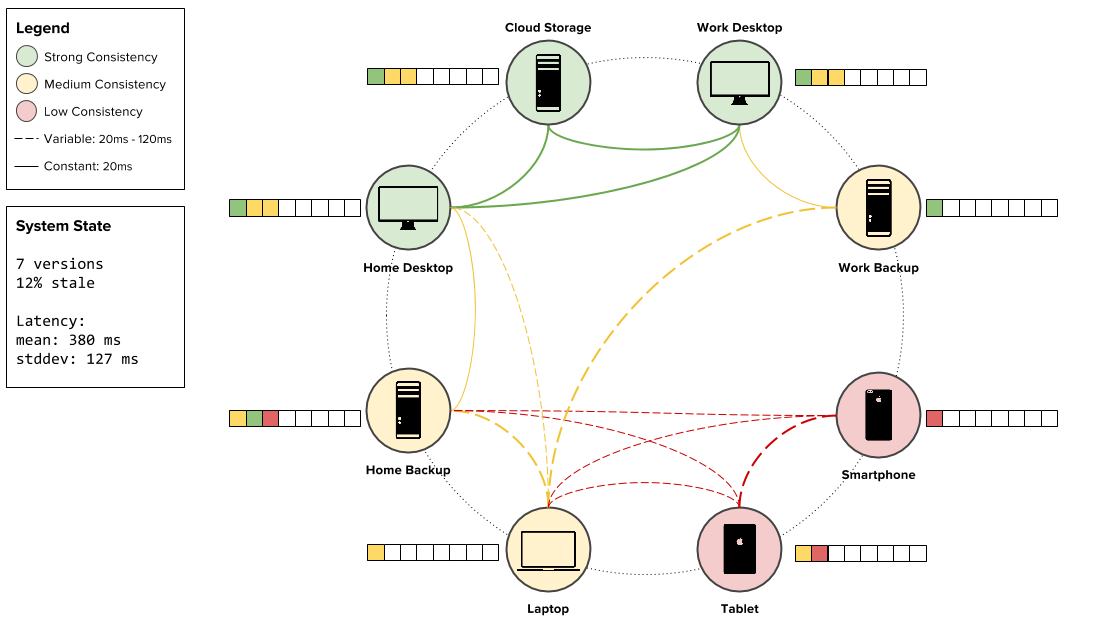 Legend
Strong Consistency
Medium Consistency
Low Consistency
Variable: 20ms - 120ms
Constant: 20ms
System State
7 versions
12% stale
Latency:
mean: 380 ms
stddev: 127 ms
Cloud Storage
Work Desktop
Home Desktop
Work Backup
Home Backup
Smartphone
Laptop
Tablet